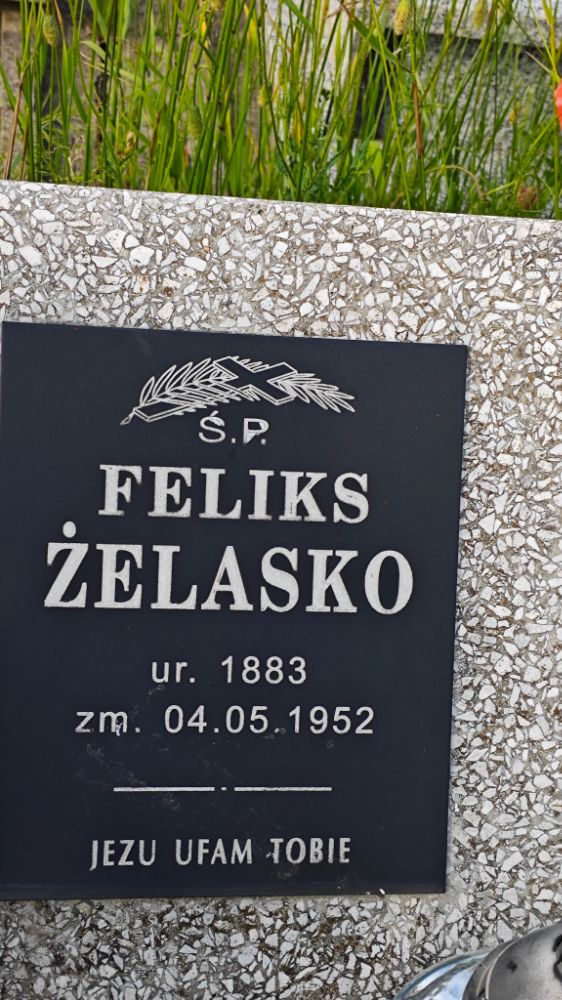 Ś.P.
FELIKS
ŻELASKO
ur. 1883
zm. 04.05.1952
JEZU UFAM TOBIE